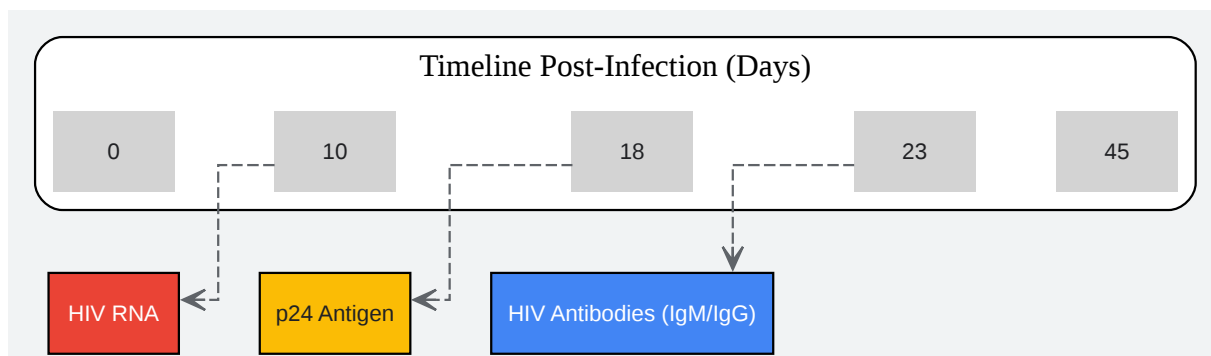 Timeline Post-Infection (Days)
0
10
18
23
45
HIV RNA
p24 Antigen
HIV Antibodies (IgM/IgG)